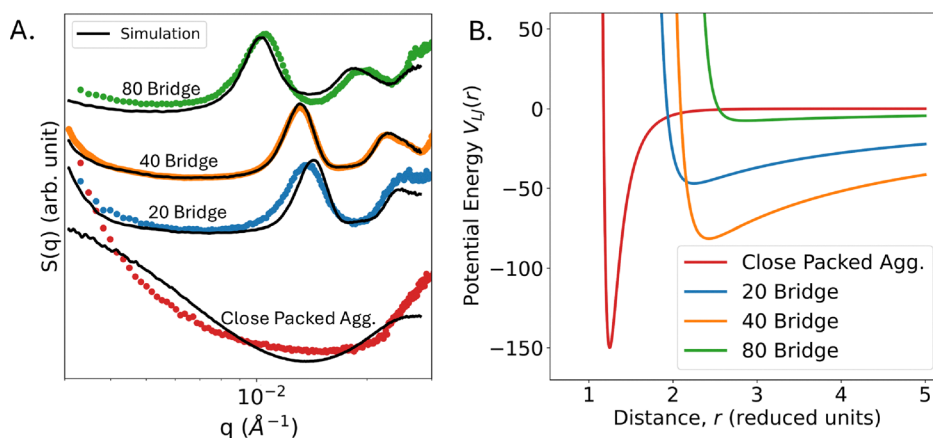 A.
Simulation
80 Bridge
40 Bridge
20 Bridge
Close Packed Agg.
S(q) (arb. unit)
10⁻²
q (Å⁻¹)
B.
50
0
−50
−100
−150
Potential Energy V_LJ(r)
Close Packed Agg.
20 Bridge
40 Bridge
80 Bridge
1 2 3 4 5
Distance, r (reduced units)